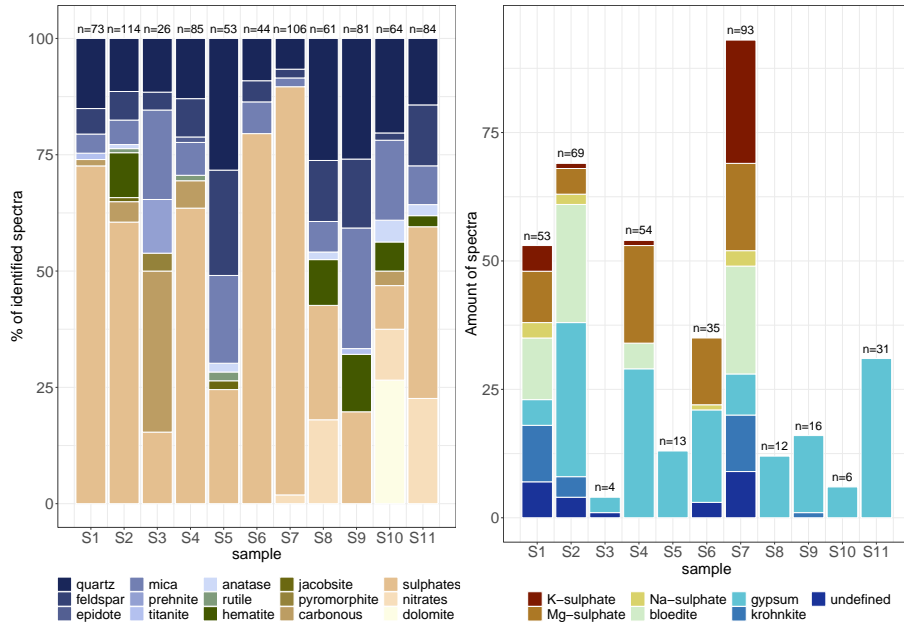 n=73 n=114 n=26 n=85 n=53 n=44 n=106 n=61 n=81 n=64 n=84
100
75
50
25
0
% of identified spectra
S1 S2 S3 S4 S5 S6 S7 S8 S9 S10 S11
sample
quartz mica anatase jacobsite sulphates
feldspar prehnite rutile pyromorphite nitrates
epidote titanite hematite carbonous dolomite
n=93
n=69
n=53 n=54
n=35
n=31
n=16
n=13 n=12
n=6
n=4
75
50
25
0
Amount of spectra
S1 S2 S3 S4 S5 S6 S7 S8 S9 S10 S11
sample
K−sulphate Na−sulphate gypsum undefined
Mg−sulphate bloedite krohnkite